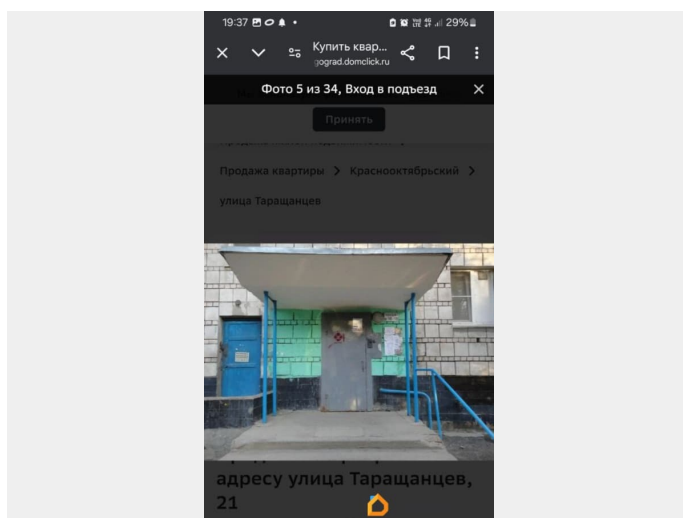 19:37
29%
Купить квар...
gograd.domclick.ru
Фото 5 из 34, Вход в подъезд
Принять
Продажа квартиры > Краснооктябрьский >
улица Таращанцев
адресу улица Таращанцев,
21